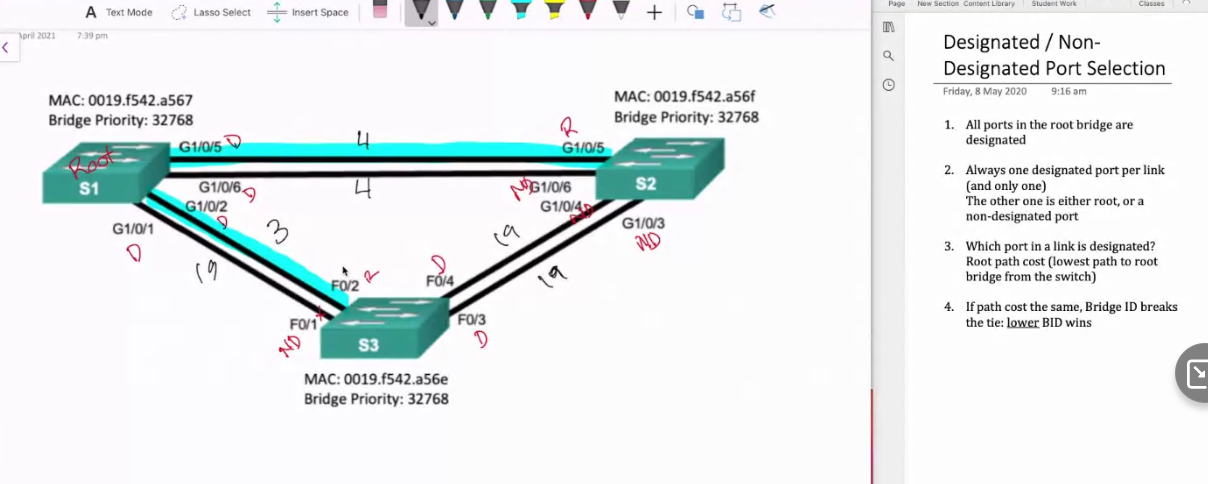 A Text Mode Lasso Select Insert Space
April 2021 7:39 pm
MAC: 0019.f542.a567
Bridge Priority: 32768
MAC: 0019.f542.a56f
Bridge Priority: 32768
G1/0/5 D
4
R
G1/0/5
Root
S1
G1/0/6 D
G1/0/2
D
4
ND G1/0/6
G1/0/4 ND
S2
G1/0/1
D
3
19
19
19
G1/0/3
ND
F0/2 R
D
F0/4
F0/1
ND
F0/3
D
S3
MAC: 0019.f542.a56e
Bridge Priority: 32768
Page New Section Content Library Student Work Classes
Designated / Non-
Designated Port Selection
Friday, 8 May 2020 9:16 am
1. All ports in the root bridge are
designated
2. Always one designated port per link
(and only one)
The other one is either root, or a
non-designated port
3. Which port in a link is designated?
Root path cost (lowest path to root
bridge from the switch)
4. If path cost the same, Bridge ID breaks
the tie: lower BID wins